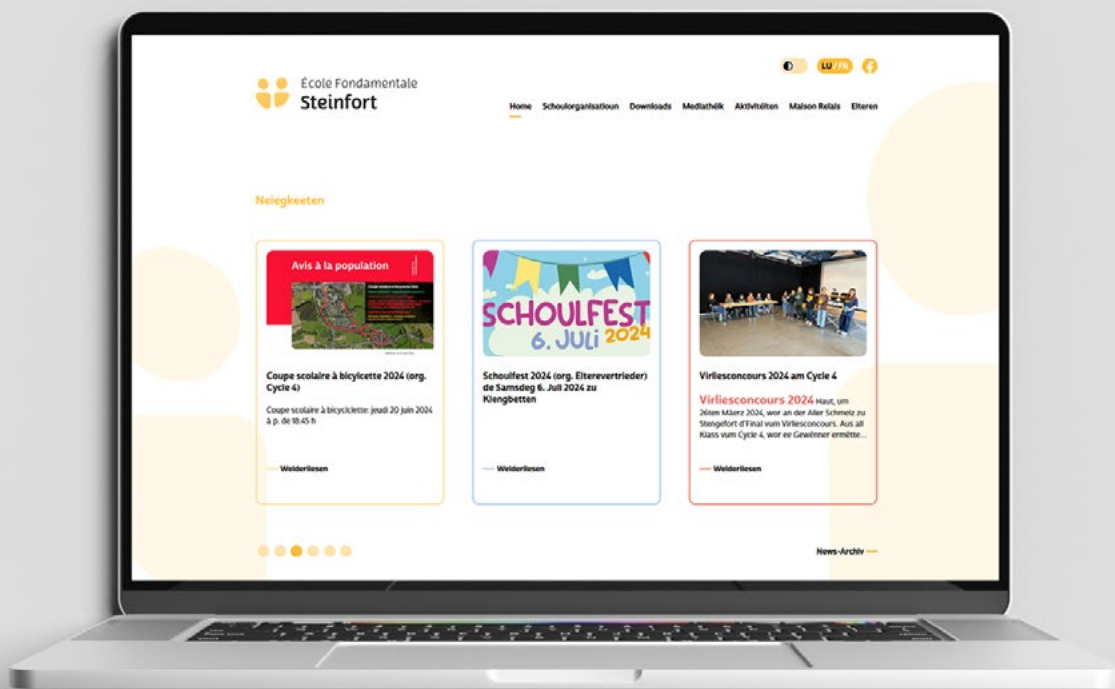 École Fondamentale
Steinfort
LU / FR
Home Schoulorganisatioun Downloads Mediathéik Aktivitéiten Maison Relais Elteren
Neiegkeeten
Avis à la population
Coupe scolaire à bicylcette 2024 (org.
Cycle 4)
Coupe scolaire à bicyclclette: jeudi 20 juin 2024
à p. de 18:45 h
Weiderliesen
SCHOULFEST
6. JULI 2024
Schoulfest 2024 (org. Elterevertrieder)
de Samsdeg 6. Juli 2024 zu
Klengbetten
Weiderliesen
Virliesconcours 2024 am Cycle 4
Virliesconcours 2024 Haut, um
26ten Mäerz 2024, wor an der Aler Schmelz zu
Stengefort d'Final vum Virliesconcours. Aus all
Klass vum Cycle 4, wor ee Gewënner ermëtte...
Weiderliesen
News-Archiv